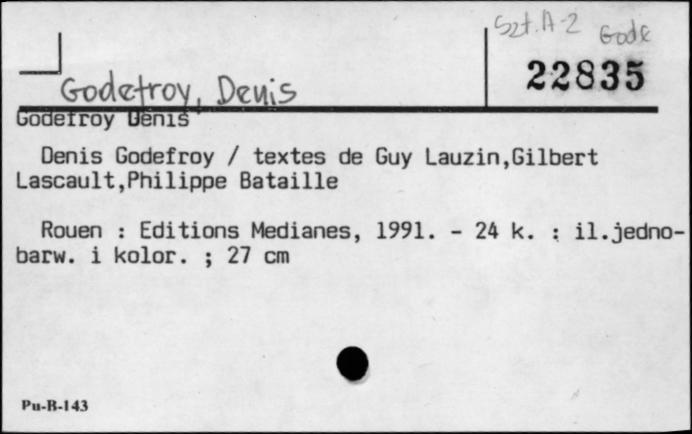 Szt. A-2 Gode
22835
Godefroy, Denis
Godefroy Denis
Denis Godefroy / textes de Guy Lauzin,Gilbert
Lascault,Philippe Bataille
Rouen : Editions Medianes, 1991. - 24 k. : il.jedno-
barw. i kolor. ; 27 cm
Pu-B-143